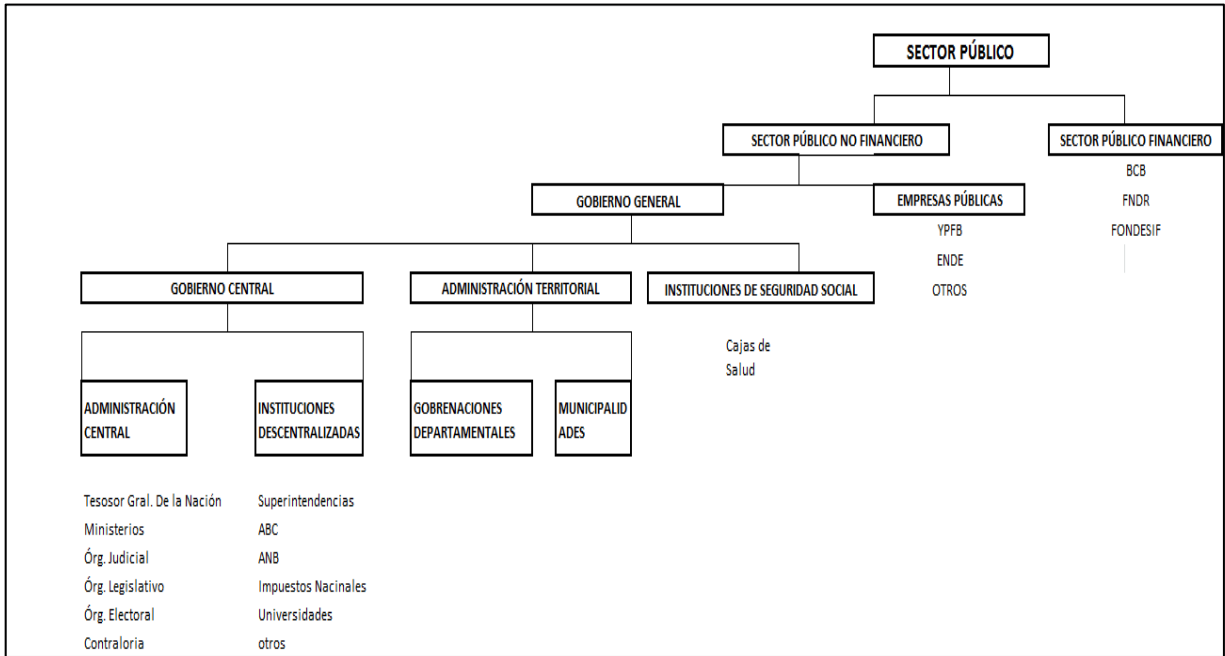 SECTOR PÚBLICO
SECTOR PÚBLICO NO FINANCIERO
SECTOR PÚBLICO FINANCIERO
BCB
FNDR
FONDESIF
GOBIERNO GENERAL
EMPRESAS PÚBLICAS
YPFB
ENDE
OTROS
GOBIERNO CENTRAL
ADMINISTRACIÓN TERRITORIAL
INSTITUCIONES DE SEGURIDAD SOCIAL
Cajas de
Salud
ADMINISTRACIÓN
CENTRAL
INSTITUCIONES
DESCENTRALIZADAS
GOBRENACIONES
DEPARTAMENTALES
MUNICIPALID
ADES
Tesosor Gral. De la Nación
Ministerios
Órg. Judicial
Órg. Legislativo
Órg. Electoral
Contraloria
Superintendencias
ABC
ANB
Impuestos Nacinales
Universidades
otros